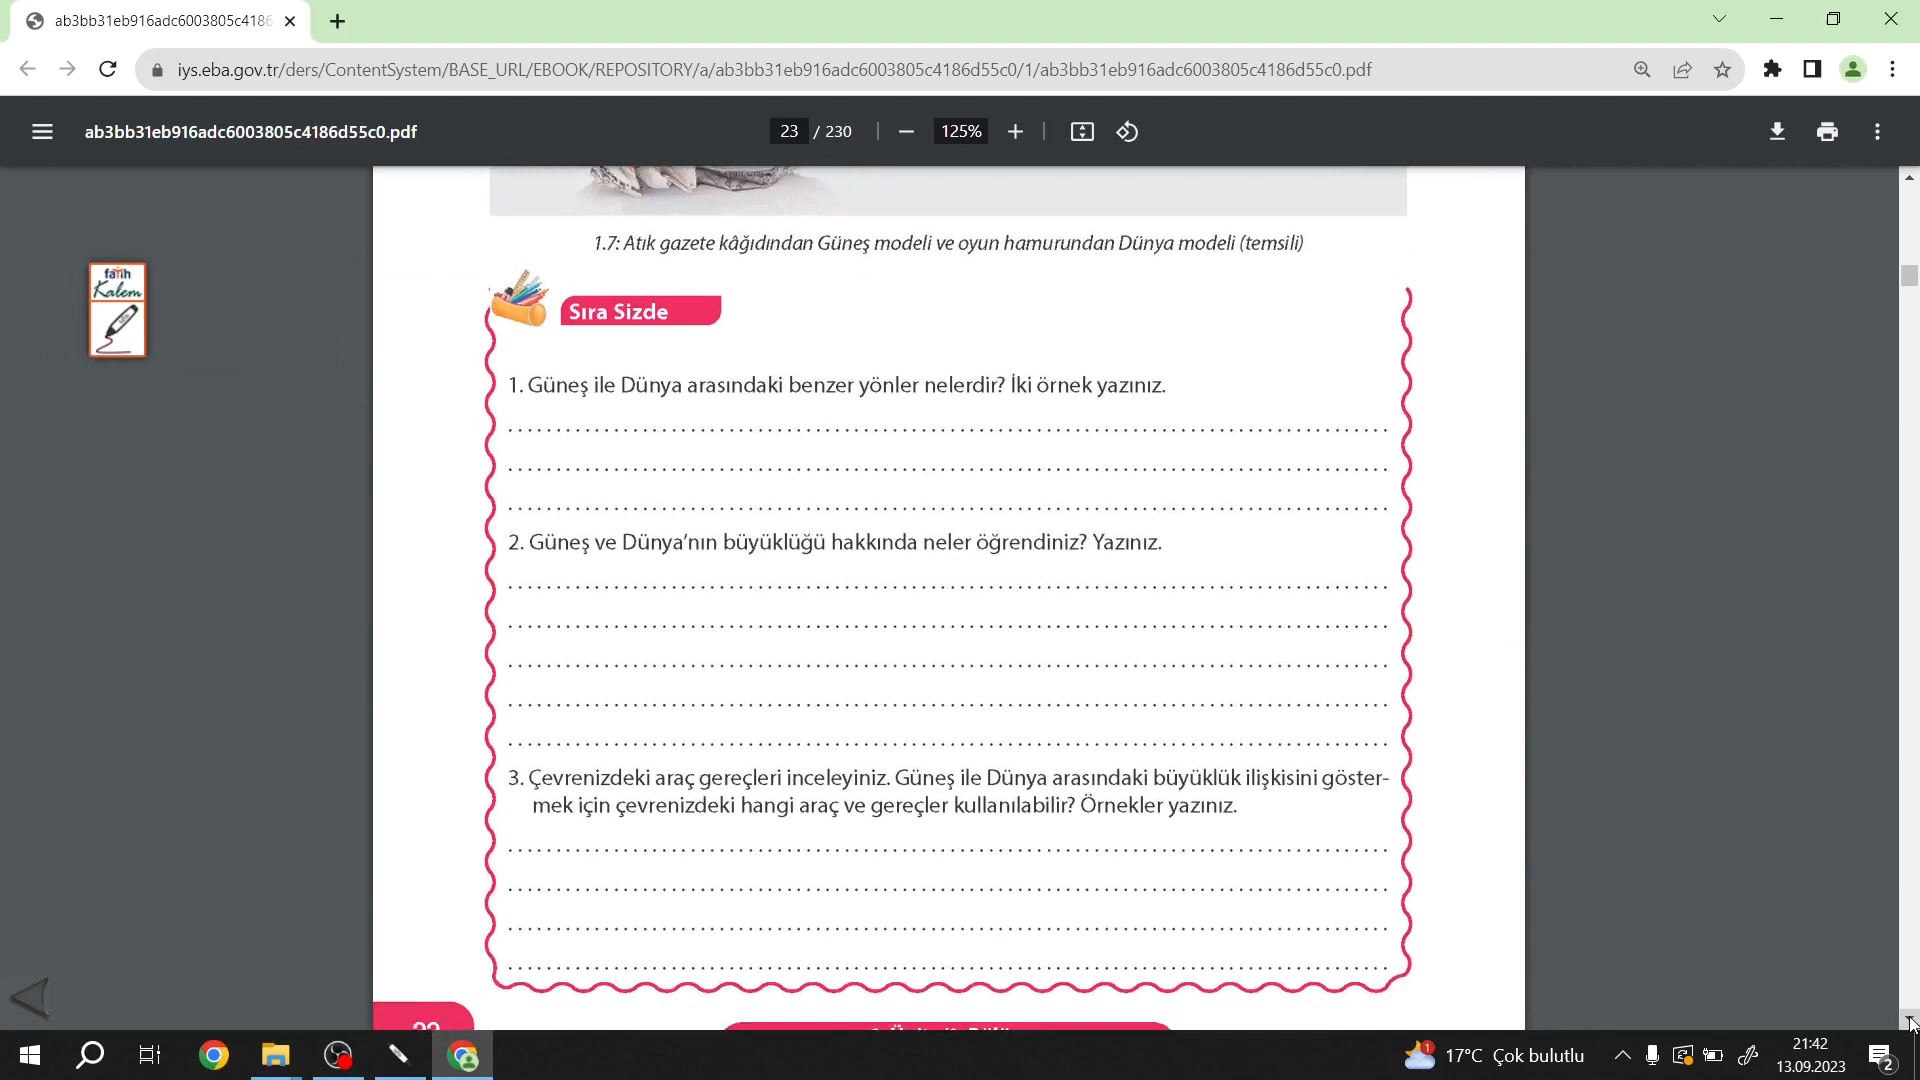 ab3bb31eb916adc6003805c4186
iys.eba.gov.tr/ders/ContentSystem/BASE_URL/EBOOK/REPOSITORY/a/ab3bb31eb916adc6003805c4186d55c0/1/ab3bb31eb916adc6003805c4186d55c0.pdf
ab3bb31eb916adc6003805c4186d55c0.pdf
23 / 230
125%
1.7: Atık gazete kâğıdından Güneş modeli ve oyun hamurundan Dünya modeli (temsili)
fatih
Kalem
Sıra Sizde
1. Güneş ile Dünya arasındaki benzer yönler nelerdir? İki örnek yazınız.
2. Güneş ve Dünya’nın büyüklüğü hakkında neler öğrendiniz? Yazınız.
3. Çevrenizdeki araç gereçleri inceleyiniz. Güneş ile Dünya arasındaki büyüklük ilişkisini göster-
mek için çevrenizdeki hangi araç ve gereçler kullanılabilir? Örnekler yazınız.
1
17°C Çok bulutlu
21:42
13.09.2023
2